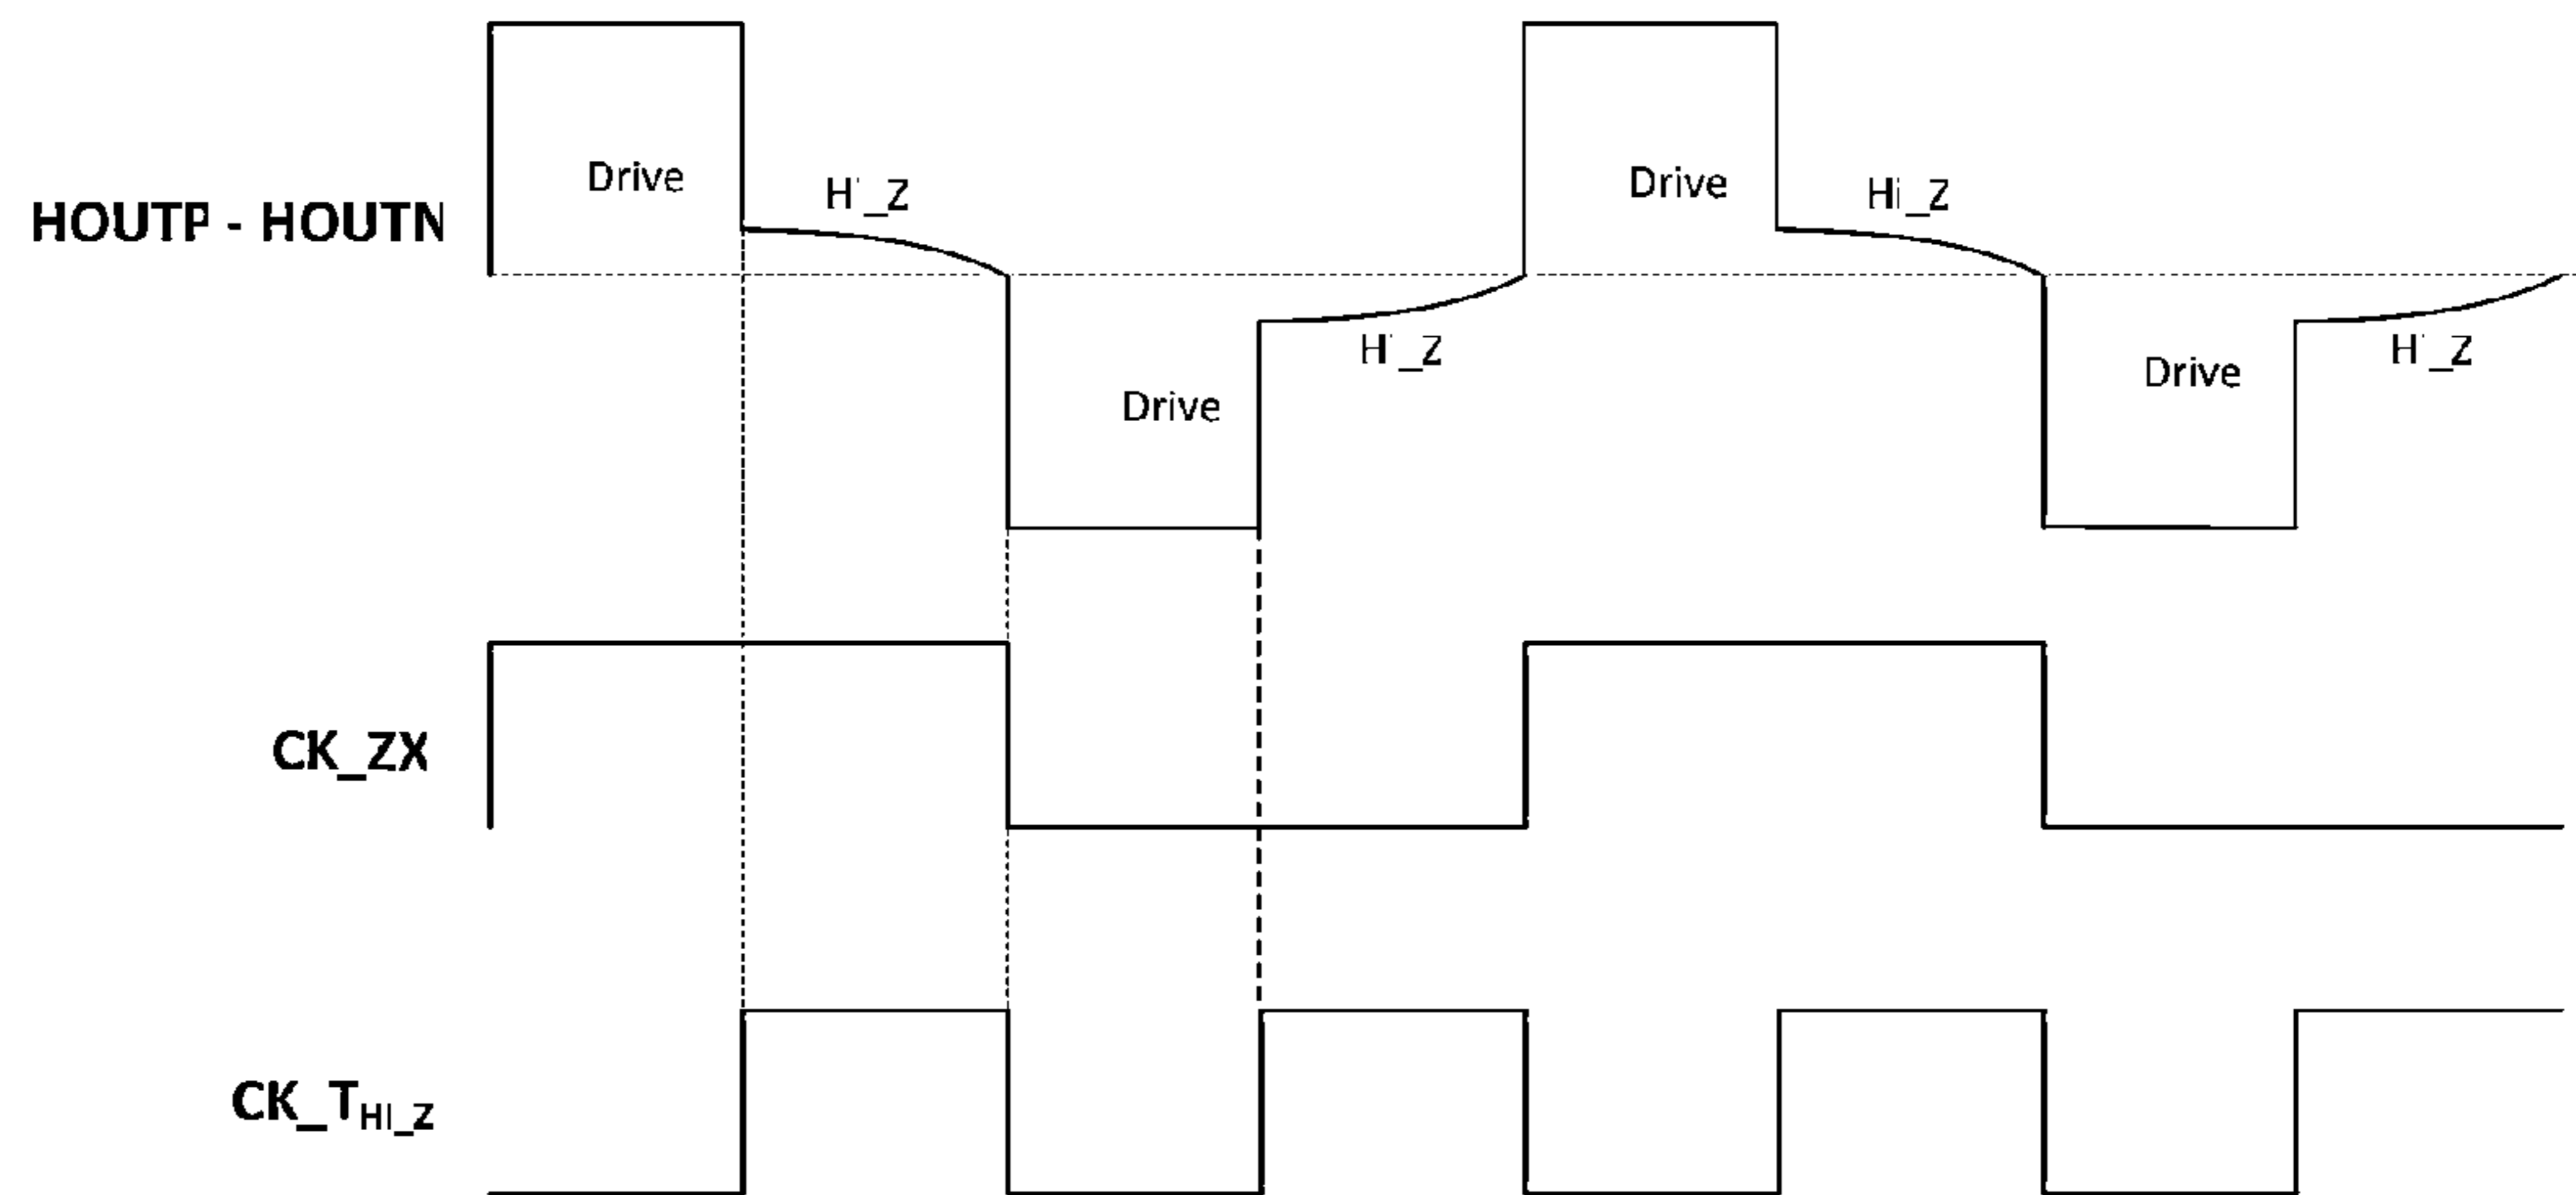 Drive
H'_Z
Drive
Hi_Z
HOUTP - HOUTN
H'_Z
H'_Z
Drive
Drive
CK_ZX
CK_THI_Z